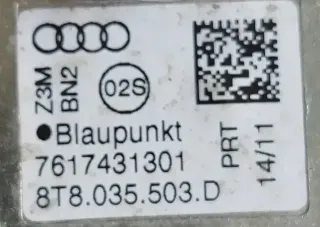 Z3M
BN2
02S
Blaupunkt
7617431301
8T8.035.503.D
PRT
14/11